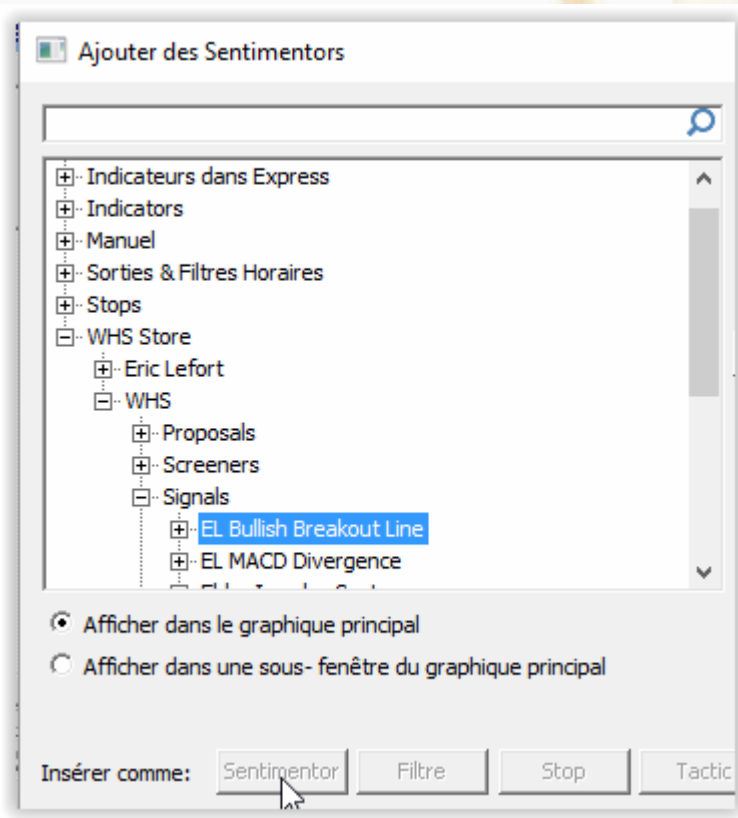 Ajouter des Sentimentors
Indicateurs dans Express
Indicators
Manuel
Sorties & Filtres Horaires
Stops
WHS Store
Eric Lefort
WHS
Proposals
Screeners
Signals
EL Bullish Breakout Line
EL MACD Divergence
Afficher dans le graphique principal
Afficher dans une sous- fenêtre du graphique principal
Insérer comme: Sentimentor Filtre Stop Tactic